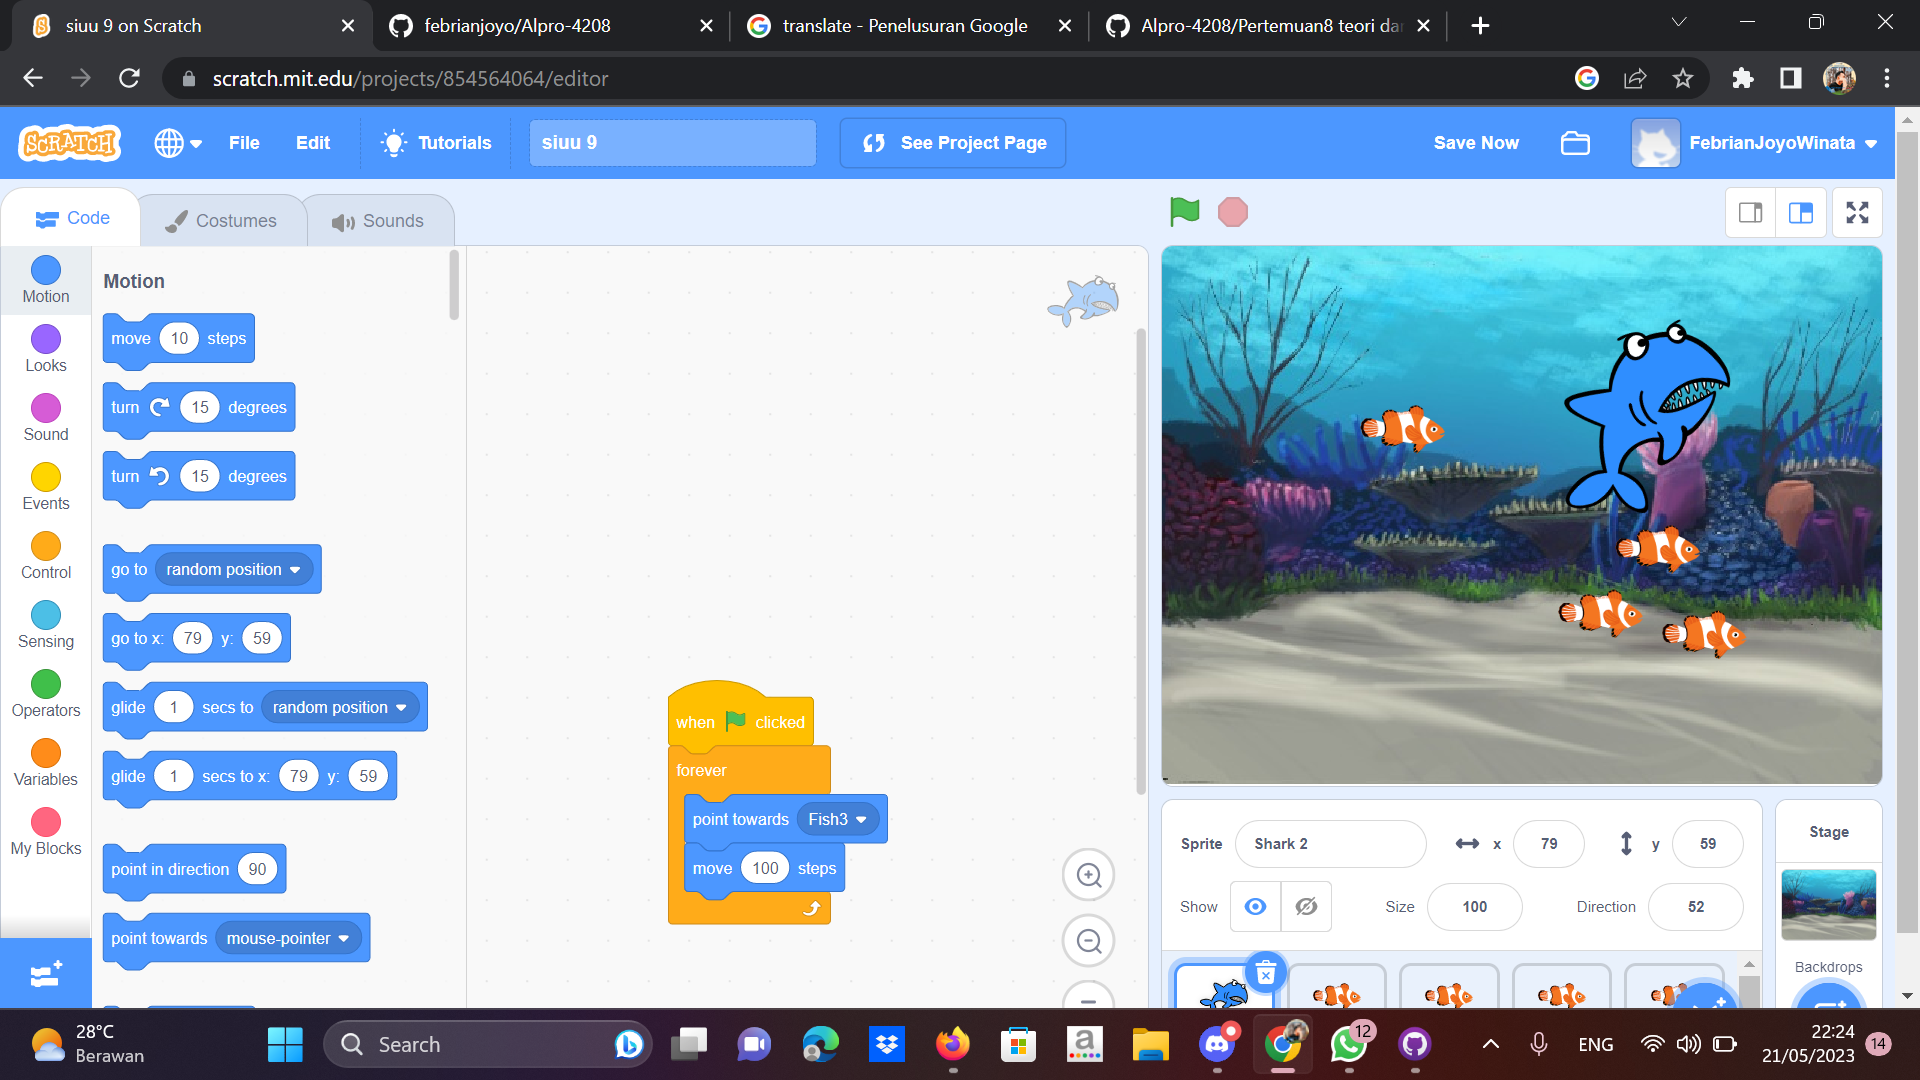 siuu 9 on Scratch
febrianjoyo/Alpro-4208
translate - Penelusuran Google
Alpro-4208/Pertemuan8 teori da
scratch.mit.edu/projects/854564064/editor
SCRATCH
File
Edit
Tutorials
siuu 9
See Project Page
Save Now
FebrianJoyoWinata
Code
Costumes
Sounds
Motion
Looks
Sound
Events
Control
Sensing
Operators
Variables
My Blocks
Motion
move 10 steps
turn 15 degrees
turn 15 degrees
go to random position
go to x: 79 y: 59
glide 1 secs to random position
glide 1 secs to x: 79 y: 59
point in direction 90
point towards mouse-pointer
when clicked
forever
point towards Fish3
move 100 steps
Sprite Shark 2 x 79 y 59
Show Size 100 Direction 52
Stage
Backdrops
28°C
Berawan
Search
12
ENG
22:24
21/05/2023
14